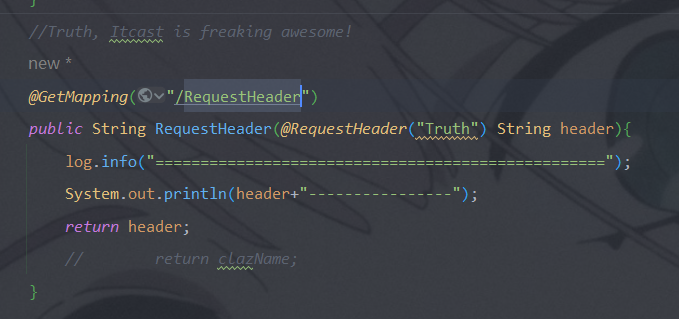 }
//Truth, Itcast is freaking awesome!
new *
@GetMapping("/RequestHeader")
public String RequestHeader(@RequestHeader("Truth") String header){
log.info("==================================================");
System.out.println(header+"----------------");
return header;
// return clazName;
}